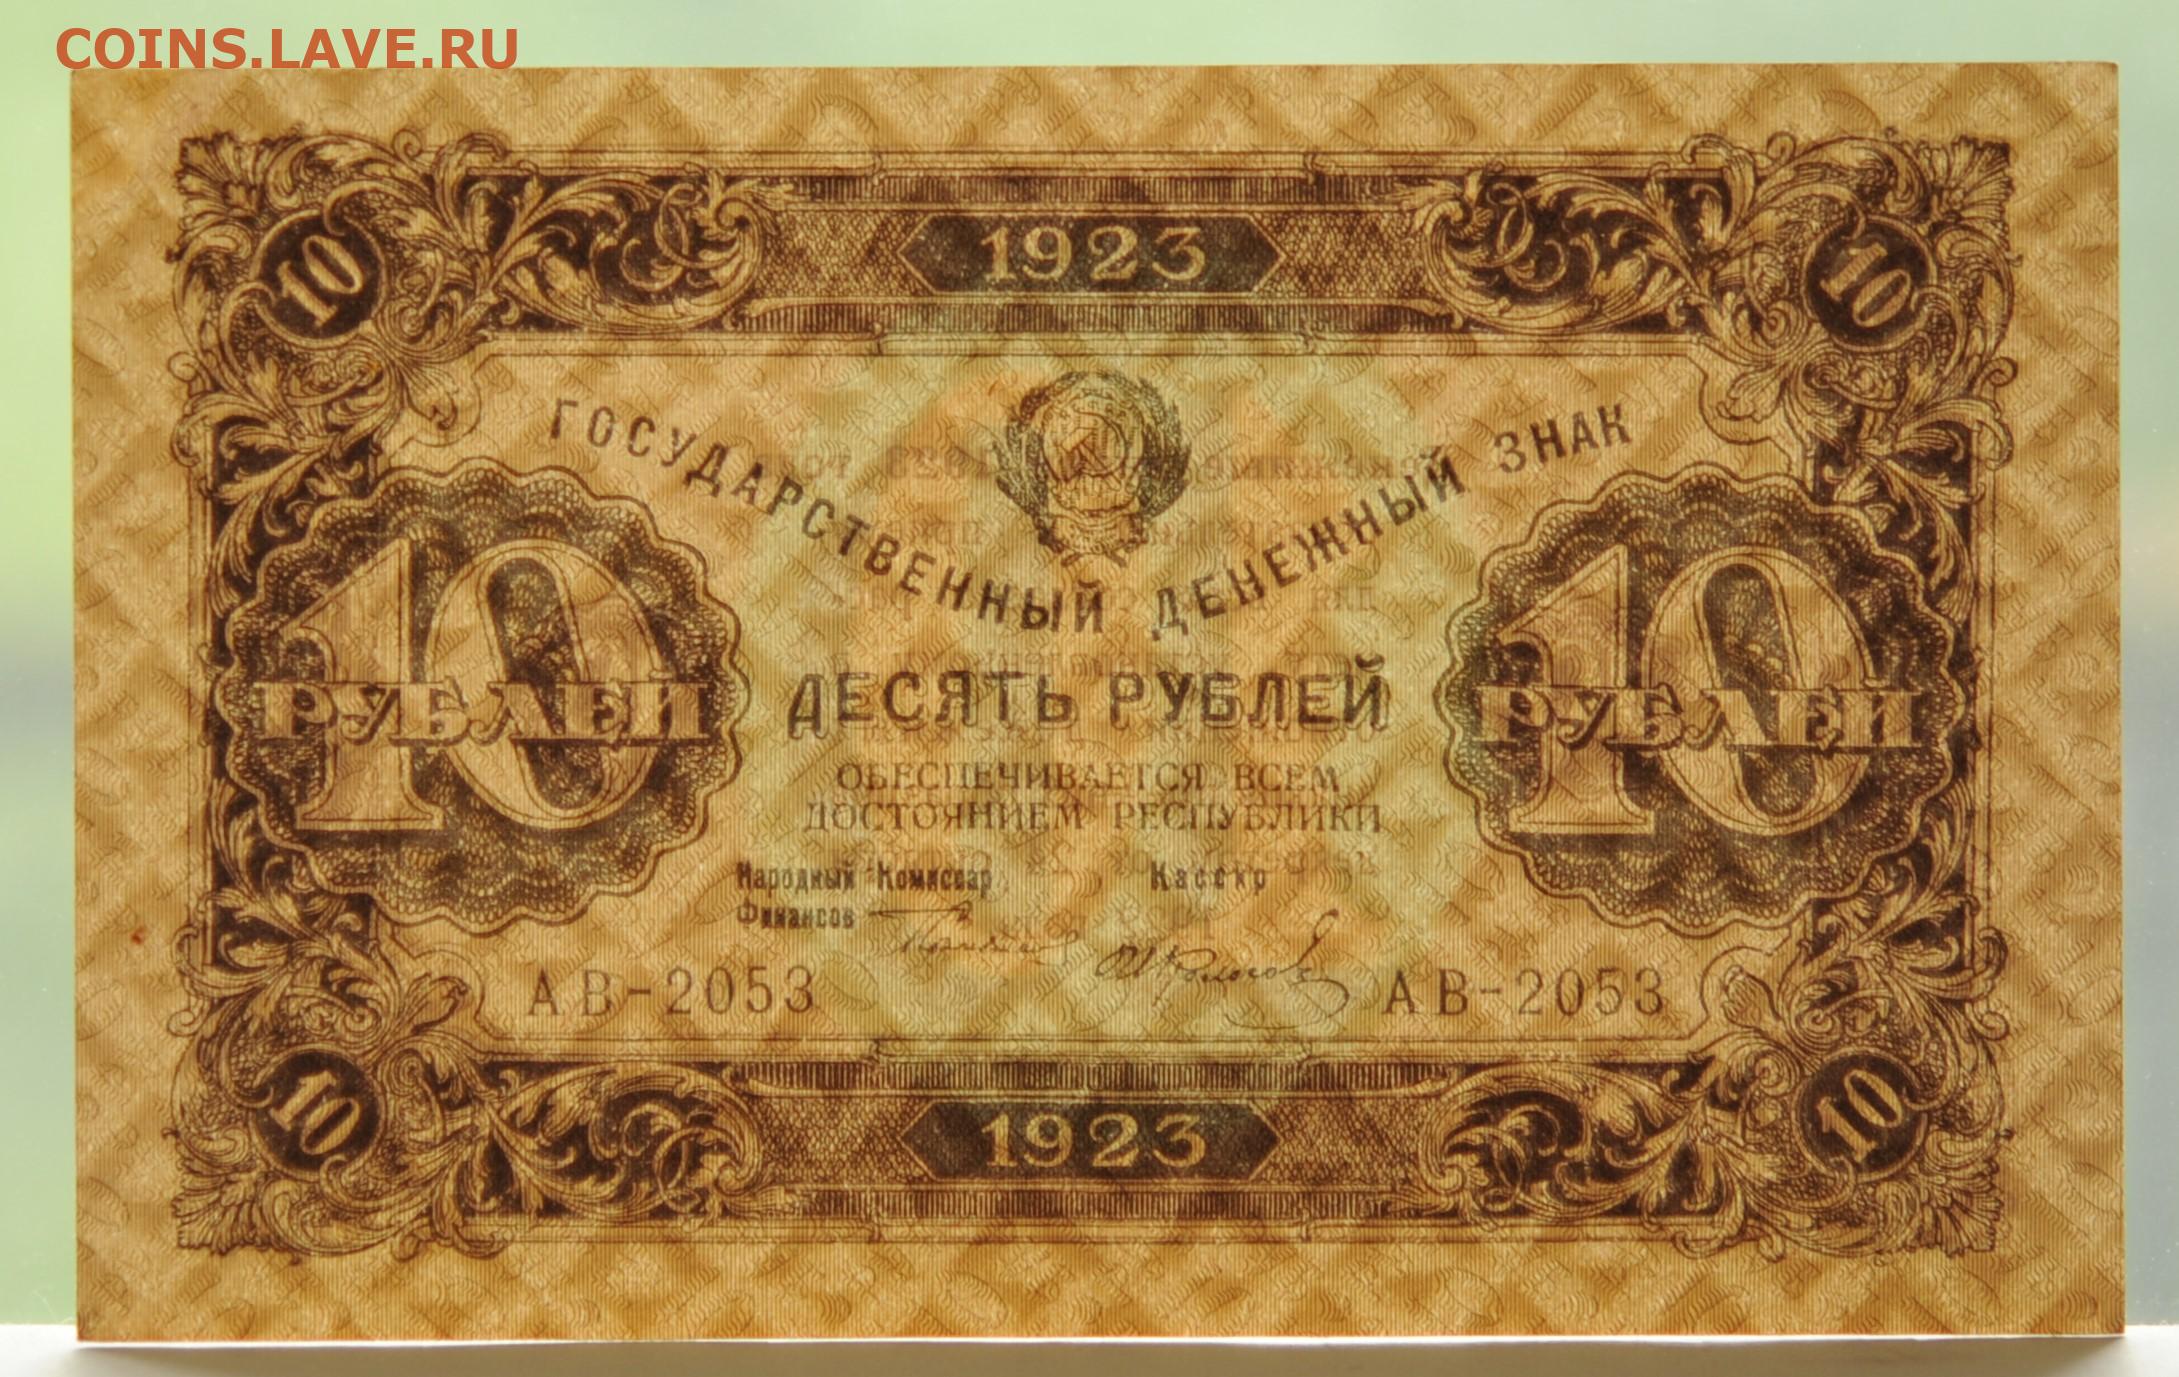 COINS.LAVE.RU
1923
10 10
ГОСУДАРСТВЕННЫЙ ДЕНЕЖНЫЙ ЗНАК
10 10
РУБЛЕЙ ДЕСЯТЬ РУБЛЕЙ РУБЛЕЙ
ОБЕСПЕЧИВАЕТСЯ ВСЕМ
ДОСТОЯНИЕМ РЕСПУБЛИКИ
Народный Комиссар Кассир
Финансов
АВ-2053 АВ-2053
10 10
1923